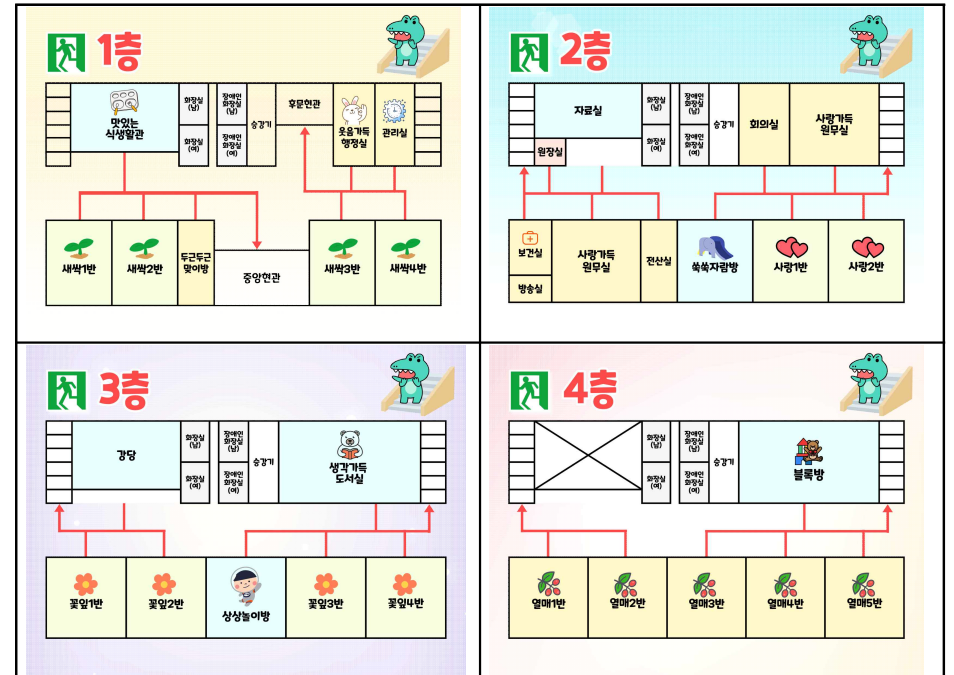 1층
맛있는
식생활관
화장실
(남)
화장실
(여)
장애인
화장실
(남)
장애인
화장실
(여)
승강기
후문현관
웃음가득
행정실
관리실
새싹1반
새싹2반
두근두근
맞이방
중앙현관
새싹3반
새싹4반
2층
자료실
원장실
화장실
(남)
화장실
(여)
장애인
화장실
(남)
장애인
화장실
(여)
승강기
회의실
사랑가득
원무실
보건실
방송실
사랑가득
원무실
전산실
쑥쑥자람방
사랑1반
사랑2반
3층
강당
화장실
(남)
화장실
(여)
장애인
화장실
(남)
장애인
화장실
(여)
승강기
생각가득
도서실
꽃잎1반
꽃잎2반
상상놀이방
꽃잎3반
꽃잎4반
4층
화장실
(남)
화장실
(여)
장애인
화장실
(남)
장애인
화장실
(여)
승강기
블록방
열매1반
열매2반
열매3반
열매4반
열매5반